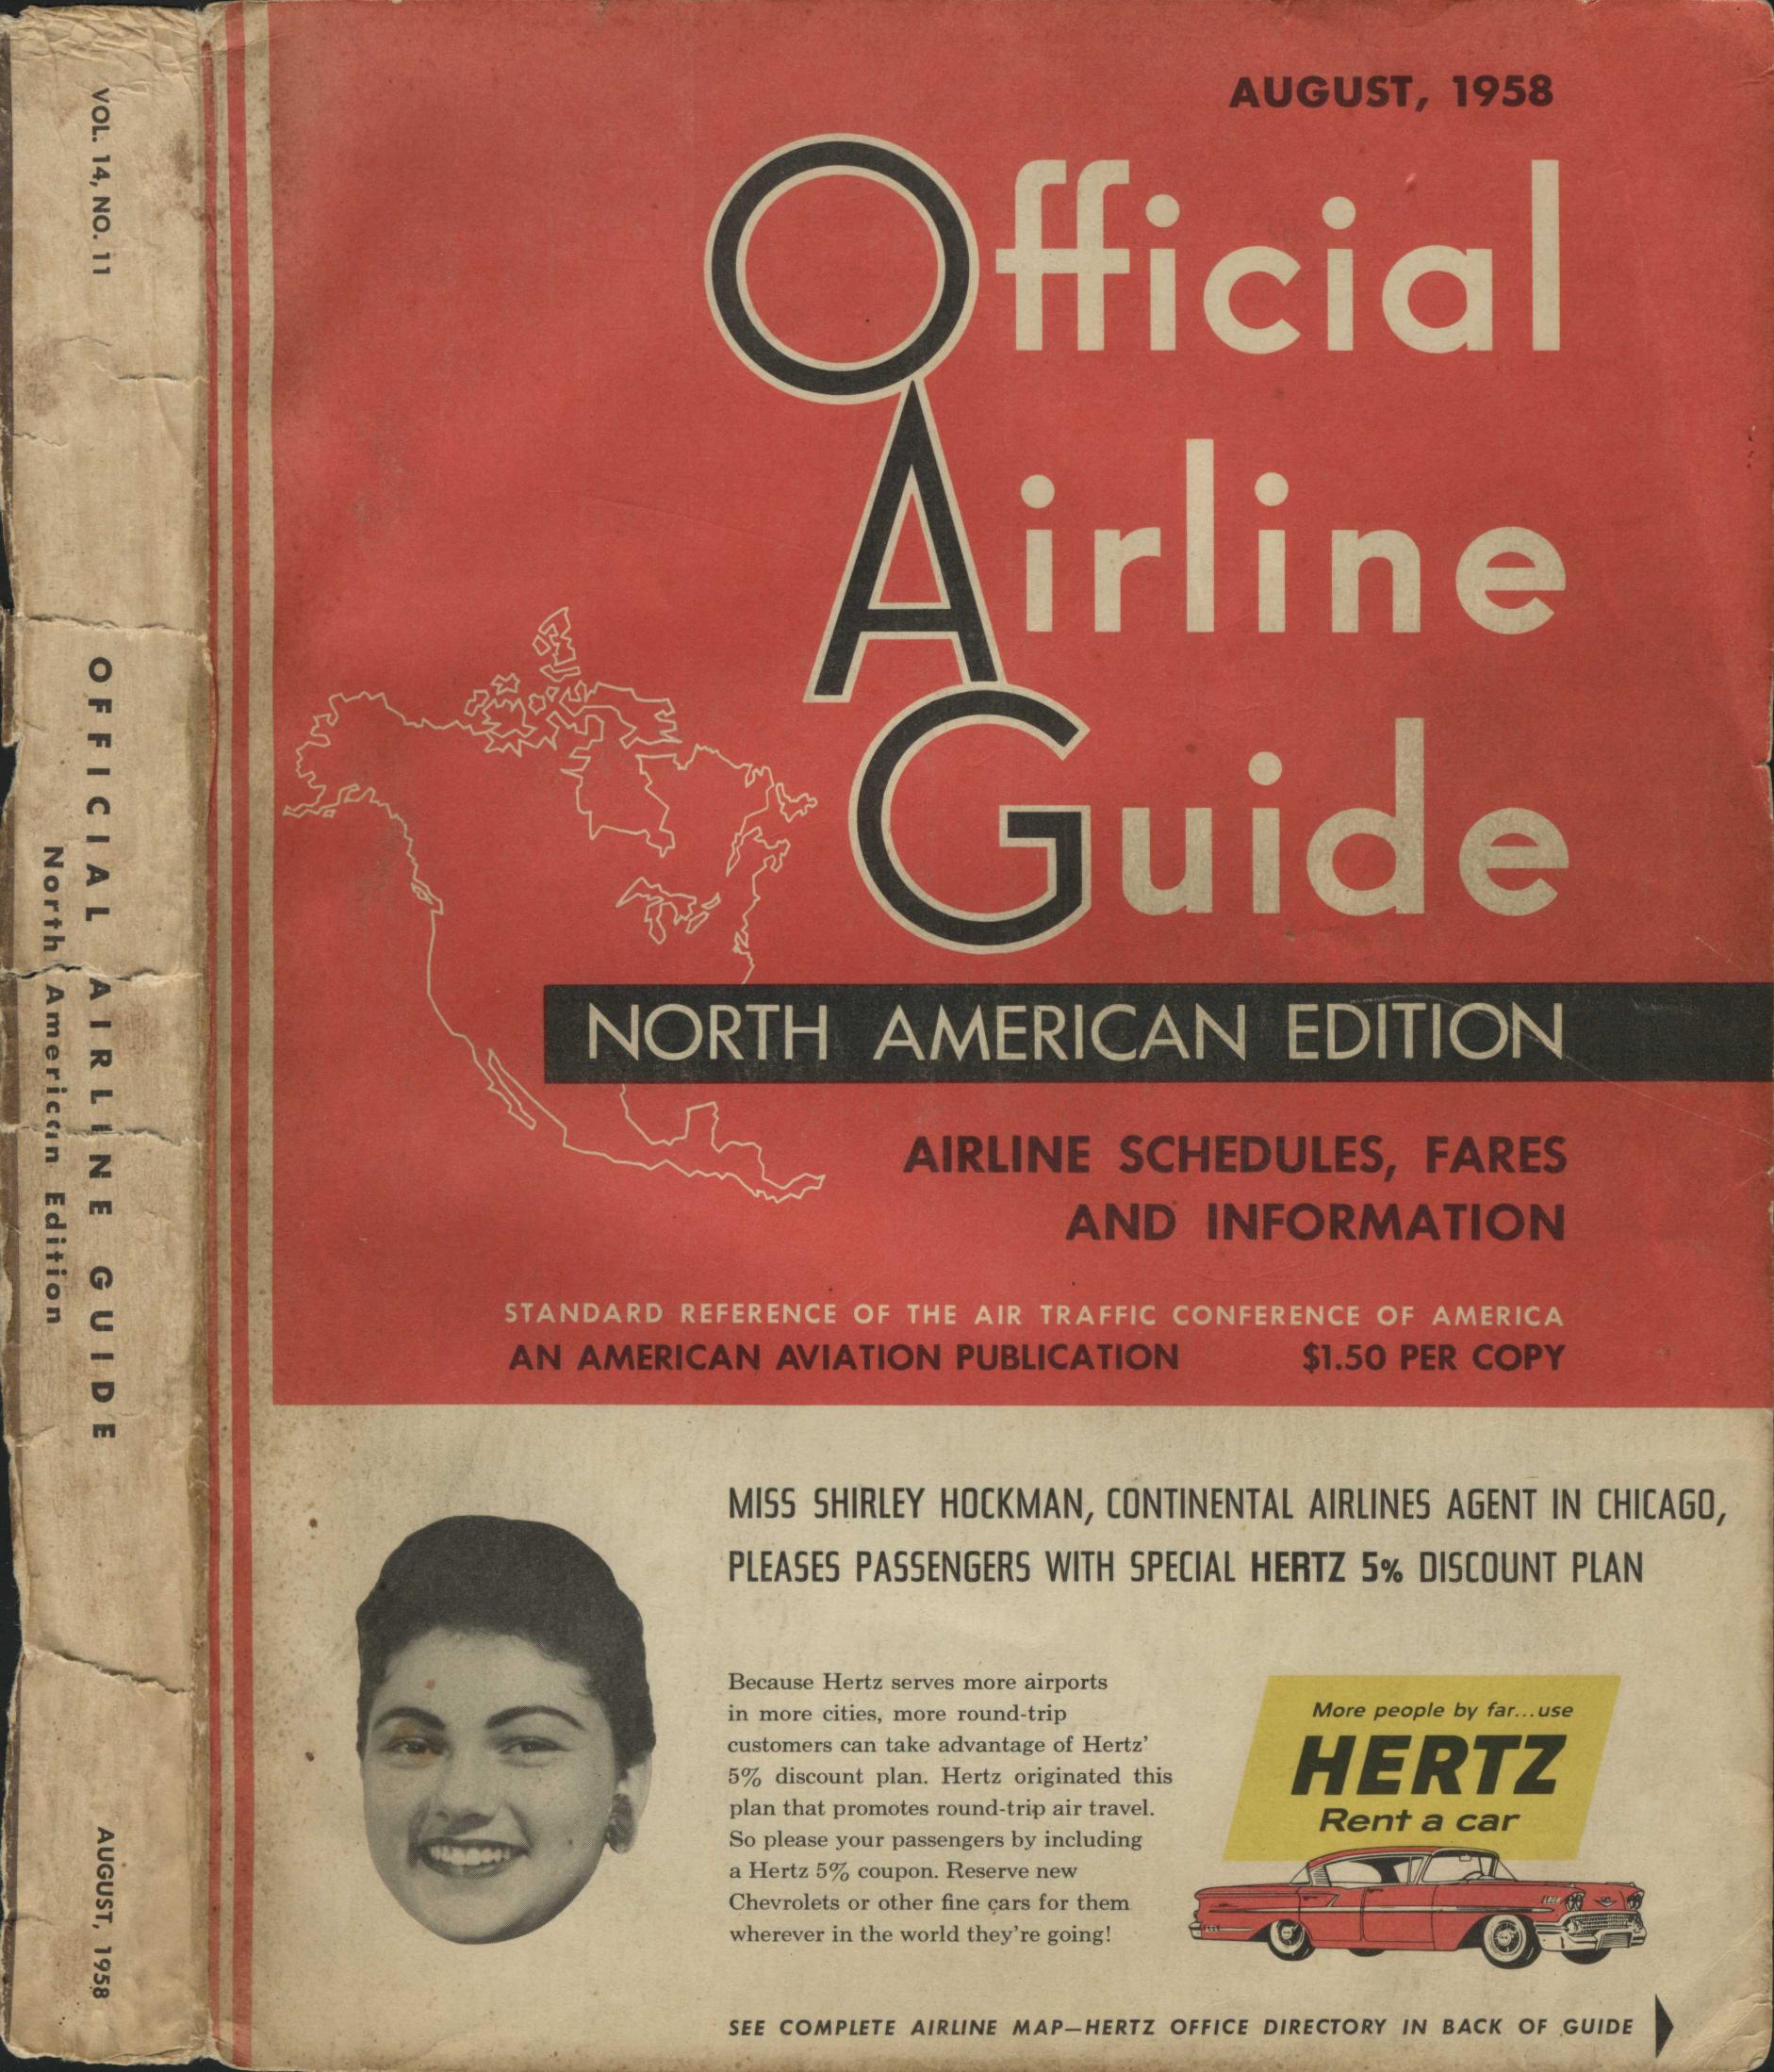 VOL. 14, NO. 11
OFFICIAL AIRLINE GUIDE
North American Edition
AUGUST, 1958
AUGUST, 1958
Official
Airline
Guide
NORTH AMERICAN EDITION
AIRLINE SCHEDULES, FARES
AND INFORMATION
STANDARD REFERENCE OF THE AIR TRAFFIC CONFERENCE OF AMERICA
AN AMERICAN AVIATION PUBLICATION $1.50 PER COPY
MISS SHIRLEY HOCKMAN, CONTINENTAL AIRLINES AGENT IN CHICAGO,
PLEASES PASSENGERS WITH SPECIAL HERTZ 5% DISCOUNT PLAN
Because Hertz serves more airports
in more cities, more round-trip
customers can take advantage of Hertz'
5% discount plan. Hertz originated this
plan that promotes round-trip air travel.
So please your passengers by including
a Hertz 5% coupon. Reserve new
Chevrolets or other fine cars for them
wherever in the world they're going!
More people by far...use
HERTZ
Rent a car
SEE COMPLETE AIRLINE MAP—HERTZ OFFICE DIRECTORY IN BACK OF GUIDE